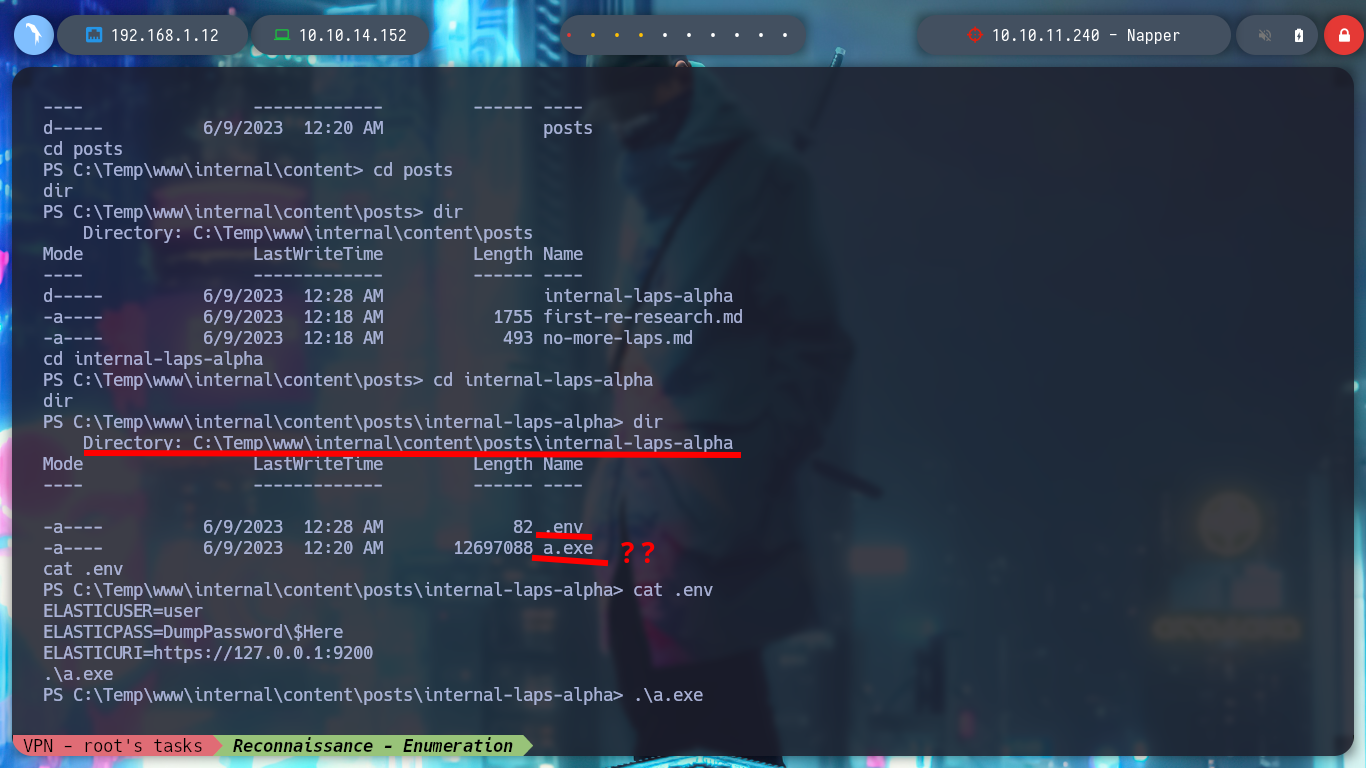 192.168.1.12 10.10.14.152 10.10.11.240 - Napper
---- ------------- ------ ----
d----- 6/9/2023 12:20 AM posts
cd posts
PS C:\Temp\www\internal\content> cd posts
dir
PS C:\Temp\www\internal\content\posts> dir
Directory: C:\Temp\www\internal\content\posts
Mode LastWriteTime Length Name
---- ------------- ------ ----
d----- 6/9/2023 12:28 AM internal-laps-alpha
-a---- 6/9/2023 12:18 AM 1755 first-re-research.md
-a---- 6/9/2023 12:18 AM 493 no-more-laps.md
cd internal-laps-alpha
PS C:\Temp\www\internal\content\posts> cd internal-laps-alpha
dir
PS C:\Temp\www\internal\content\posts\internal-laps-alpha> dir
Directory: C:\Temp\www\internal\content\posts\internal-laps-alpha
Mode LastWriteTime Length Name
---- ------------- ------ ----
-a---- 6/9/2023 12:28 AM 82 .env
-a---- 6/9/2023 12:20 AM 12697088 a.exe ??
cat .env
PS C:\Temp\www\internal\content\posts\internal-laps-alpha> cat .env
ELASTICUSER=user
ELASTICPASS=DumpPassword\$Here
ELASTICURI=https://127.0.0.1:9200
.\a.exe
PS C:\Temp\www\internal\content\posts\internal-laps-alpha> .\a.exe
VPN - root's tasks Reconnaissance - Enumeration